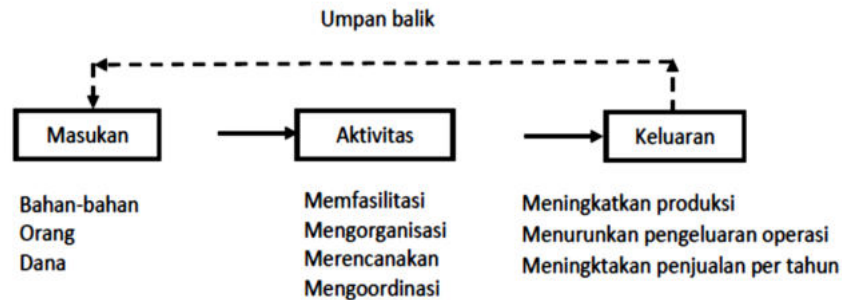 Umpan balik
Masukan
Aktivitas
Keluaran
Bahan-bahan
Orang
Dana
Memfasilitasi
Mengorganisasi
Merencanakan
Mengoordinasi
Meningkatkan produksi
Menurunkan pengeluaran operasi
Meningktakan penjualan per tahun